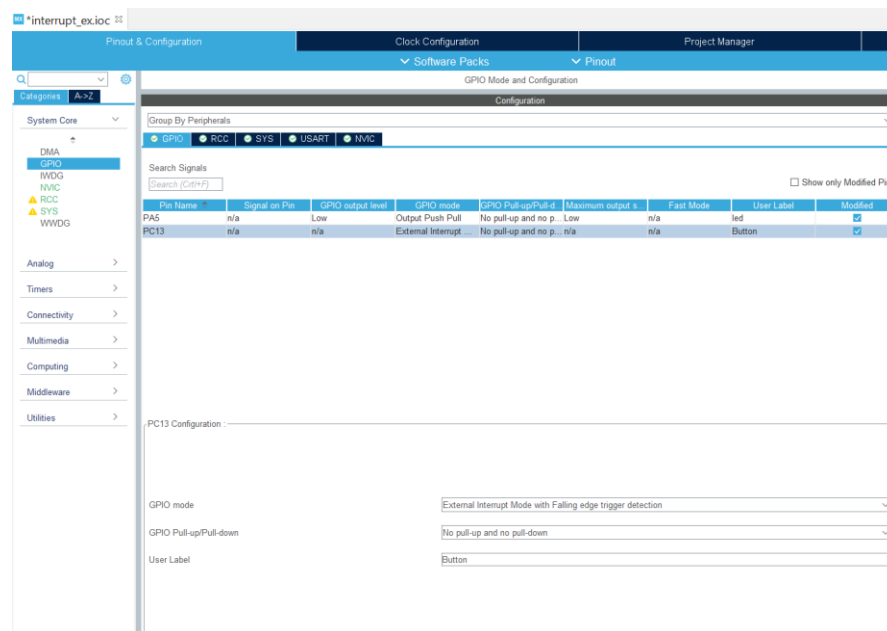 *interrupt_ex.ioc
Pinout & Configuration Clock Configuration Project Manager
Software Packs Pinout
GPIO Mode and Configuration
Categories A->Z
Configuration
System Core
Group By Peripherals
GPIO RCC SYS USART NVIC
DMA
GPIO
IWDG
NVIC
RCC
SYS
WWDG
Search Signals
Search (Crtl+F)
Show only Modified Pi
Pin Name Signal on Pin GPIO output level GPIO mode GPIO Pull-up/Pull-d... Maximum output s... Fast Mode User Label Modified
PA5 n/a Low Output Push Pull No pull-up and no p... Low n/a led
PC13 n/a n/a External Interrupt ... No pull-up and no p... n/a n/a Button
Analog
Timers
Connectivity
Multimedia
Computing
Middleware
Utilities
PC13 Configuration :
GPIO mode External Interrupt Mode with Falling edge trigger detection
GPIO Pull-up/Pull-down No pull-up and no pull-down
User Label Button